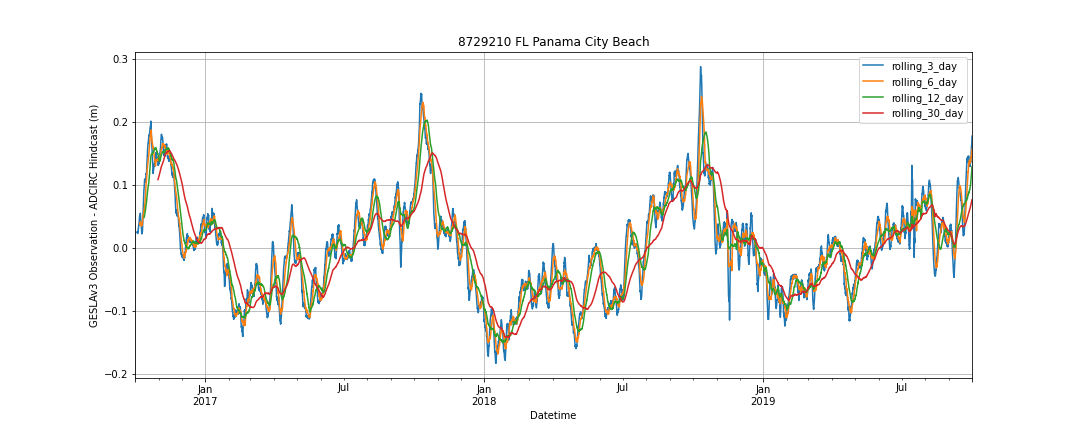 8729210 FL Panama City Beach
GESLAv3 Observation - ADCIRC Hindcast (m)
0.3
0.2
0.1
0.0
−0.1
−0.2
rolling_3_day
rolling_6_day
rolling_12_day
rolling_30_day
Jan
2017
Jul
Jan
2018
Jul
Jan
2019
Jul
Datetime